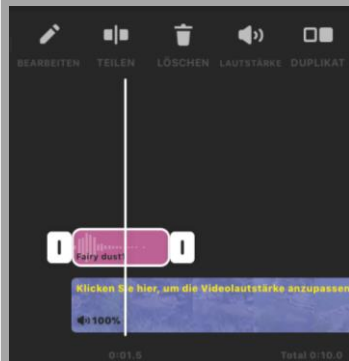 BEARBEITEN TEILEN LÖSCHEN LAUTSTÄRKE DUPLIKAT
Fairy dust1
Klicken Sie hier, um die Videolautstärke anzupassen
100%
0:01.5 Total 0:10.0